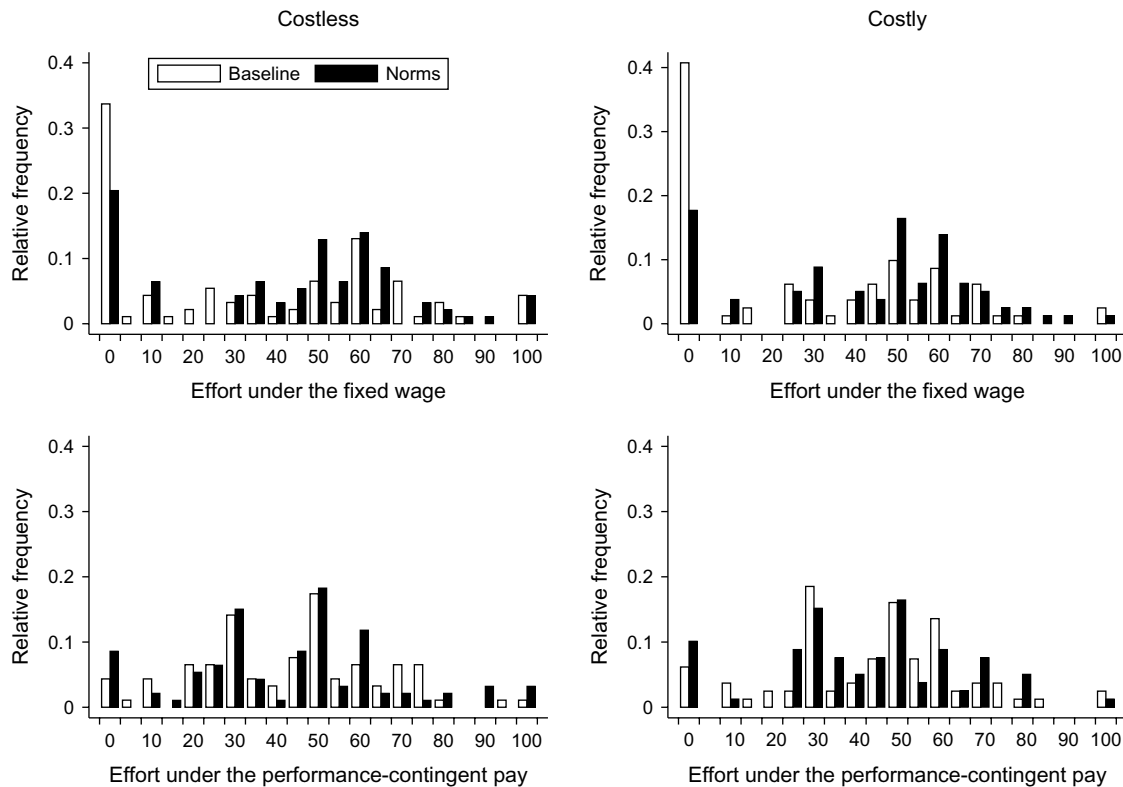 Costless
Costly
Baseline Norms
Relative frequency
0.4
0.3
0.2
0.1
0
0 10 20 30 40 50 60 70 80 90 100
Effort under the fixed wage
Relative frequency
0.4
0.3
0.2
0.1
0
0 10 20 30 40 50 60 70 80 90 100
Effort under the fixed wage
Relative frequency
0.4
0.3
0.2
0.1
0
0 10 20 30 40 50 60 70 80 90 100
Effort under the performance-contingent pay
Relative frequency
0.4
0.3
0.2
0.1
0
0 10 20 30 40 50 60 70 80 90 100
Effort under the performance-contingent pay